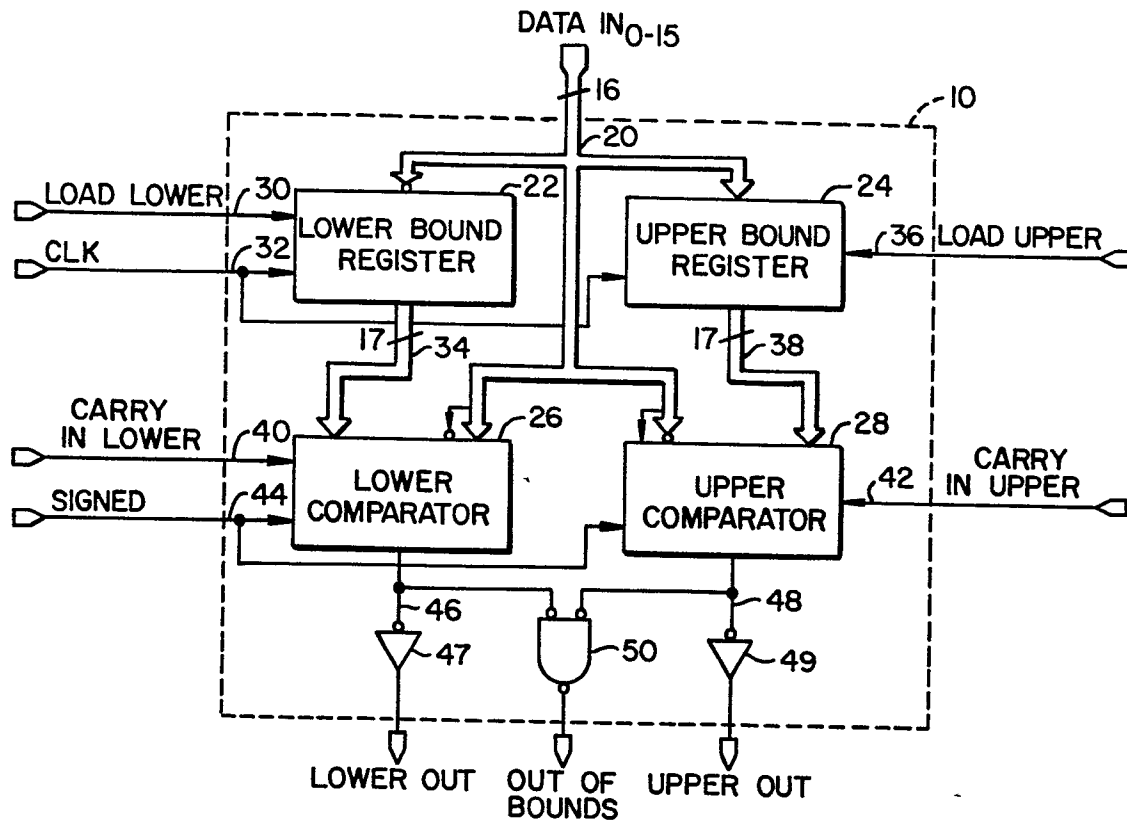 DATA IN0-15
16
10
20
LOAD LOWER
30
22
24
CLK
32
LOWER BOUND
REGISTER
UPPER BOUND
REGISTER
36
LOAD UPPER
17
34
17
38
CARRY
IN LOWER
40
26
28
SIGNED
44
LOWER
COMPARATOR
UPPER
COMPARATOR
42
CARRY
IN UPPER
46
48
47
50
49
LOWER OUT
OUT OF
BOUNDS
UPPER OUT